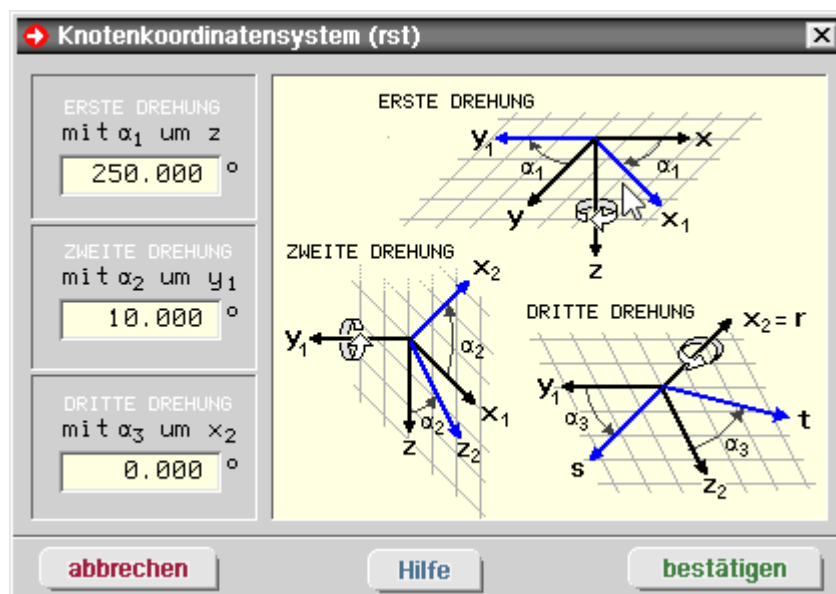 Knotenkoordinatensystem (rst)
ERSTE DREHUNG
mit α₁ um z
250.000 °
ZWEITE DREHUNG
mit α₂ um y₁
10.000 °
DRITTE DREHUNG
mit α₃ um x₂
0.000 °
ERSTE DREHUNG
y₁
x
α₁
α₁
y
x₁
z
ZWEITE DREHUNG
x₂
y₁
α₂
x₁
α₂
z
z₂
DRITTE DREHUNG
x₂ = r
y₁
α₃
t
α₃
s
z₂
abbrechen
Hilfe
bestätigen